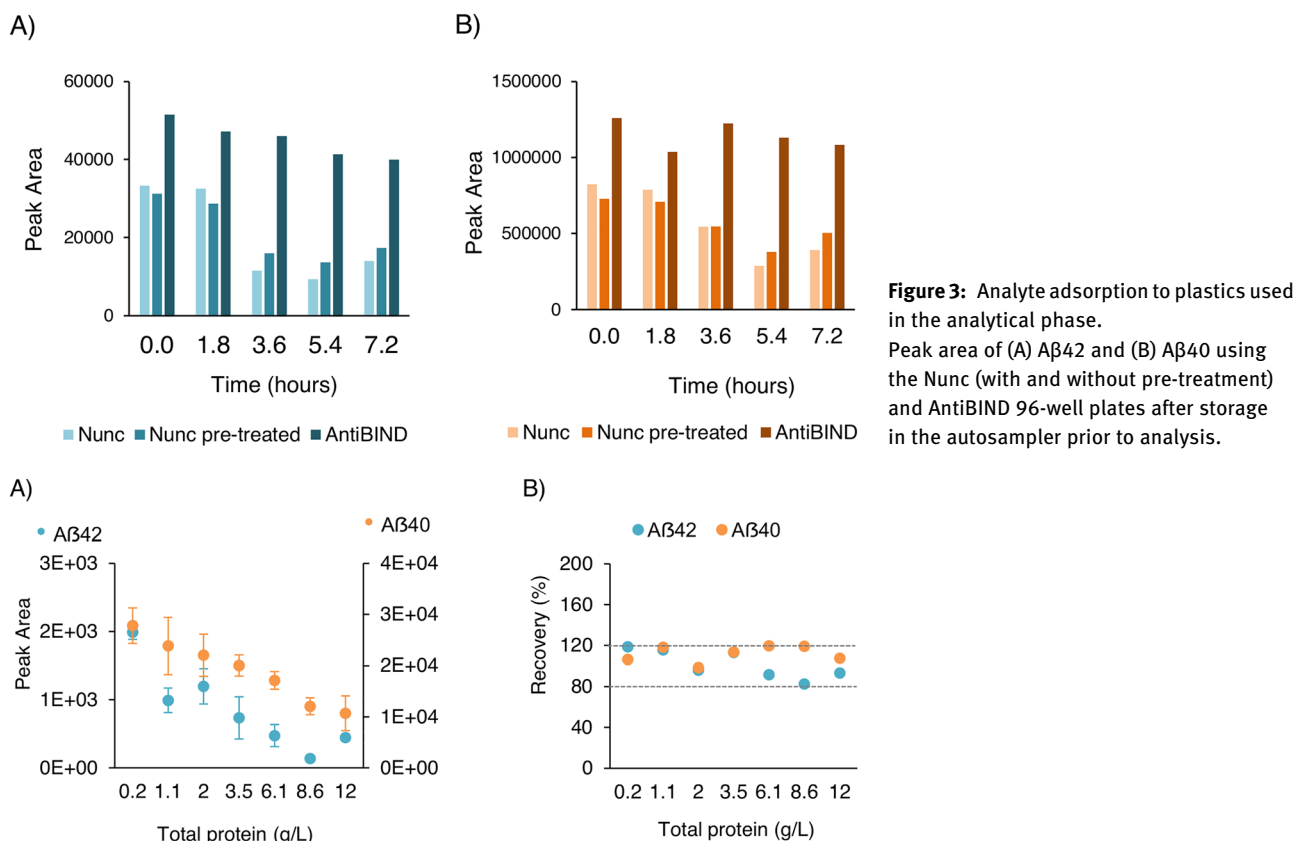 A)
B)
60000
40000
20000
0
Peak Area
0.0 1.8 3.6 5.4 7.2
Time (hours)
Nunc Nunc pre-treated AntiBIND
1500000
1000000
500000
0
Peak Area
0.0 1.8 3.6 5.4 7.2
Time (hours)
Nunc Nunc pre-treated AntiBIND
Figure 3: Analyte adsorption to plastics used
in the analytical phase.
Peak area of (A) Aβ42 and (B) Aβ40 using
the Nunc (with and without pre-treatment)
and AntiBIND 96-well plates after storage
in the autosampler prior to analysis.
A)
Aß42
Aß40
3E+03
2E+03
1E+03
0E+00
Peak Area
4E+04
3E+04
2E+04
1E+04
0E+00
0.2 1.1 2 3.5 6.1 8.6 12
Total protein (g/L)
B)
Aß42 Aß40
200
160
120
80
40
0
Recovery (%)
0.2 1.1 2 3.5 6.1 8.6 12
Total protein (g/L)